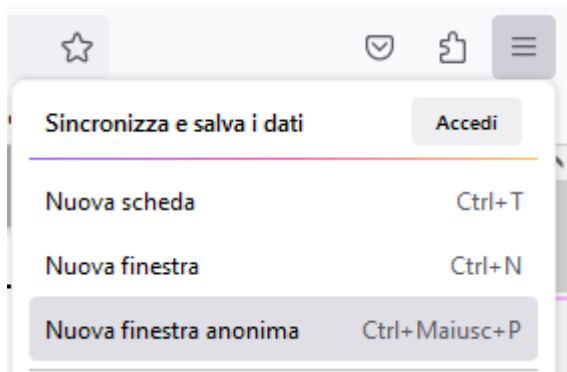 Sincronizza e salva i dati Accedi
Nuova scheda Ctrl+T
Nuova finestra Ctrl+N
Nuova finestra anonima Ctrl+Maiusc+P